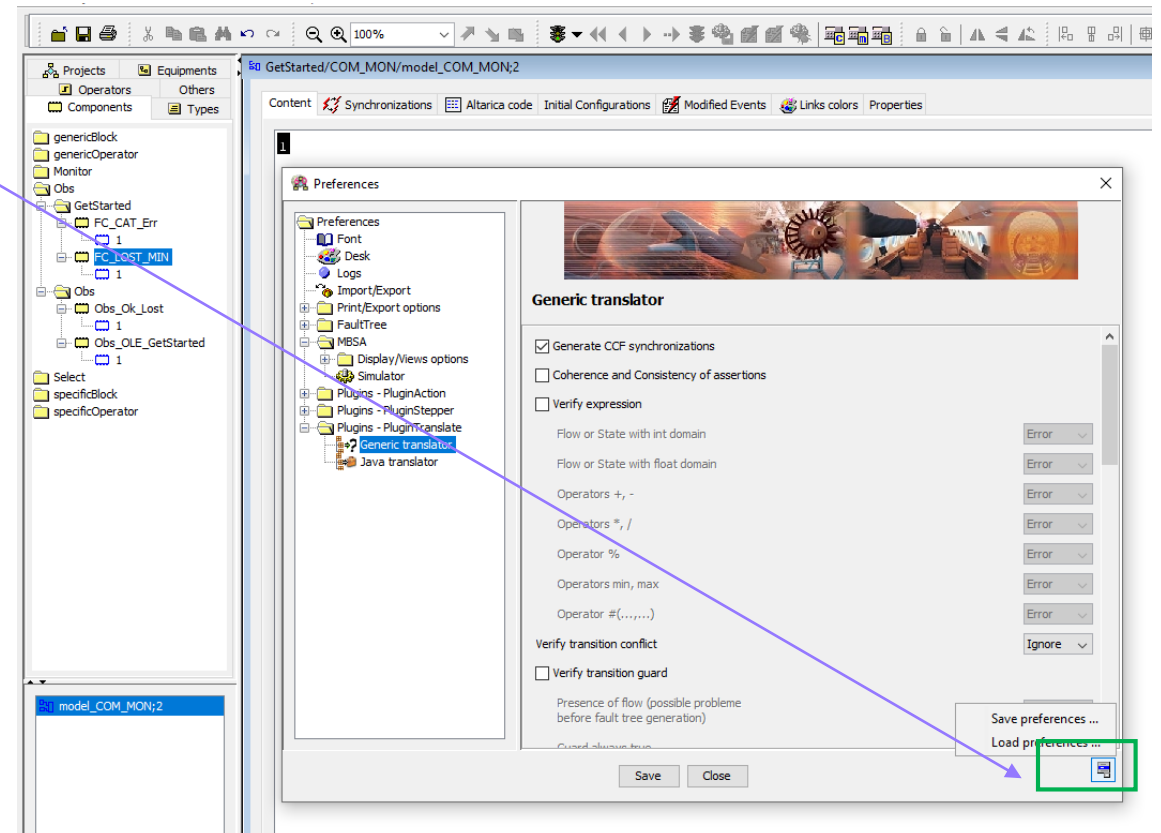 100%
Projects
Equipments
Operators
Others
Components
Types
genericBlock
genericOperator
Monitor
Obs
GetStarted
FC_CAT_Err
1
FC_LOST_MIN
1
Obs
Obs_Ok_Lost
1
Obs_OLE_GetStarted
1
Select
specificBlock
specificOperator
model_COM_MON;2
GetStarted/COM_MON/model_COM_MON;2
Content Synchronizations Altarica code Initial Configurations Modified Events Links colors Properties
1
Preferences
Preferences
Font
Desk
Logs
Import/Export
Print/Export options
FaultTree
MBSA
Display/Views options
Simulator
Plugins - PluginAction
Plugins - PluginStepper
Plugins - PluginTranslate
Generic translator
Java translator
Generic translator
Generate CCF synchronizations
Coherence and Consistency of assertions
Verify expression
Flow or State with int domain Error
Flow or State with float domain Error
Operators +, - Error
Operators *, / Error
Operator % Error
Operators min, max Error
Operator #(...,...) Error
Verify transition conflict Ignore
Verify transition guard
Presence of flow (possible probleme
before fault tree generation)
Guard always true
Save preferences ...
Load preferences ...
Save Close